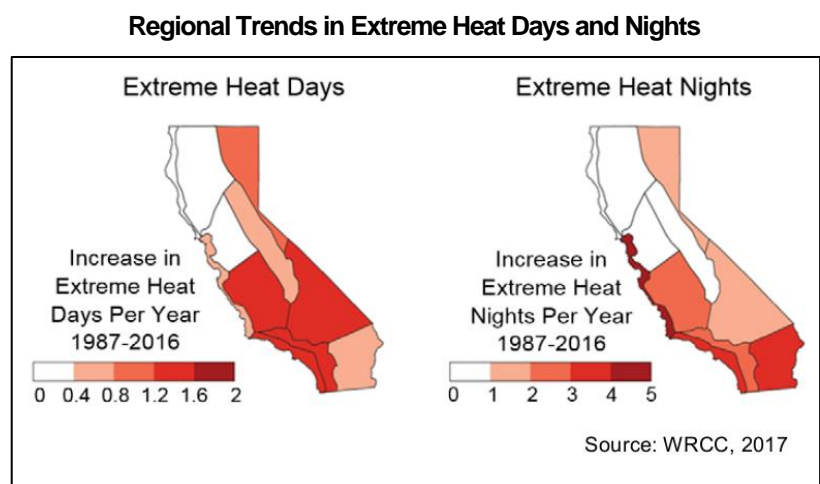 Regional Trends in Extreme Heat Days and Nights
Extreme Heat Days
Increase in
Extreme Heat
Days Per Year
1987-2016
0 0.4 0.8 1.2 1.6 2
Extreme Heat Nights
Increase in
Extreme Heat
Nights Per Year
1987-2016
0 1 2 3 4 5
Source: WRCC, 2017